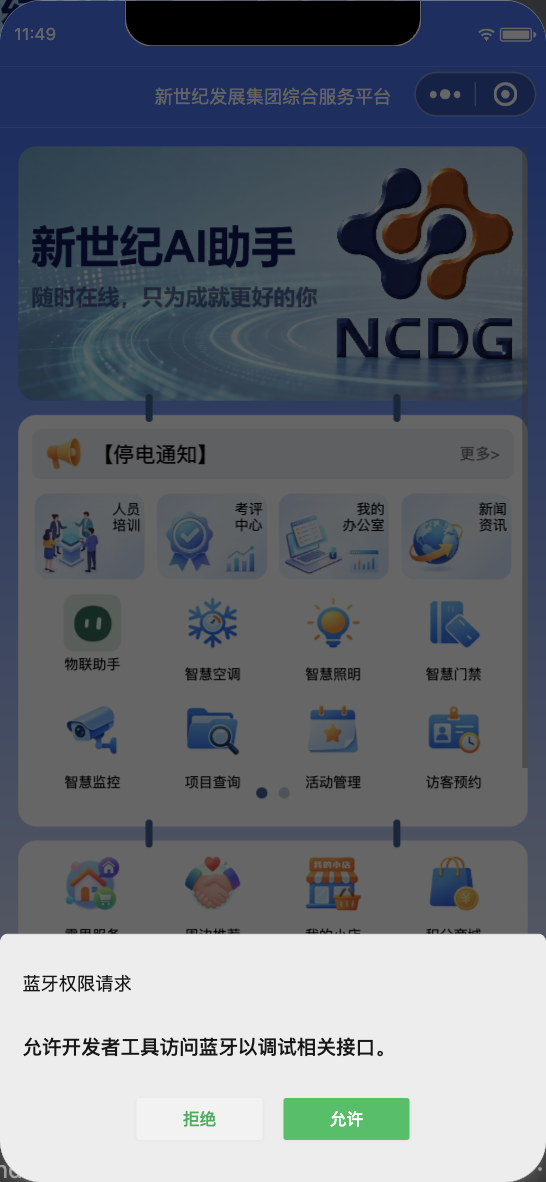 11:49
新世纪发展集团综合服务平台
新世纪AI助手
随时在线，只为成就更好的你
NCDG
【停电通知】
更多>
人员
培训
考评
中心
我的
办公室
新闻
资讯
物联助手
智慧空调
智慧照明
智慧门禁
智慧监控
项目查询
活动管理
访客预约
我的小店
蓝牙权限请求
允许开发者工具访问蓝牙以调试相关接口。
拒绝
允许